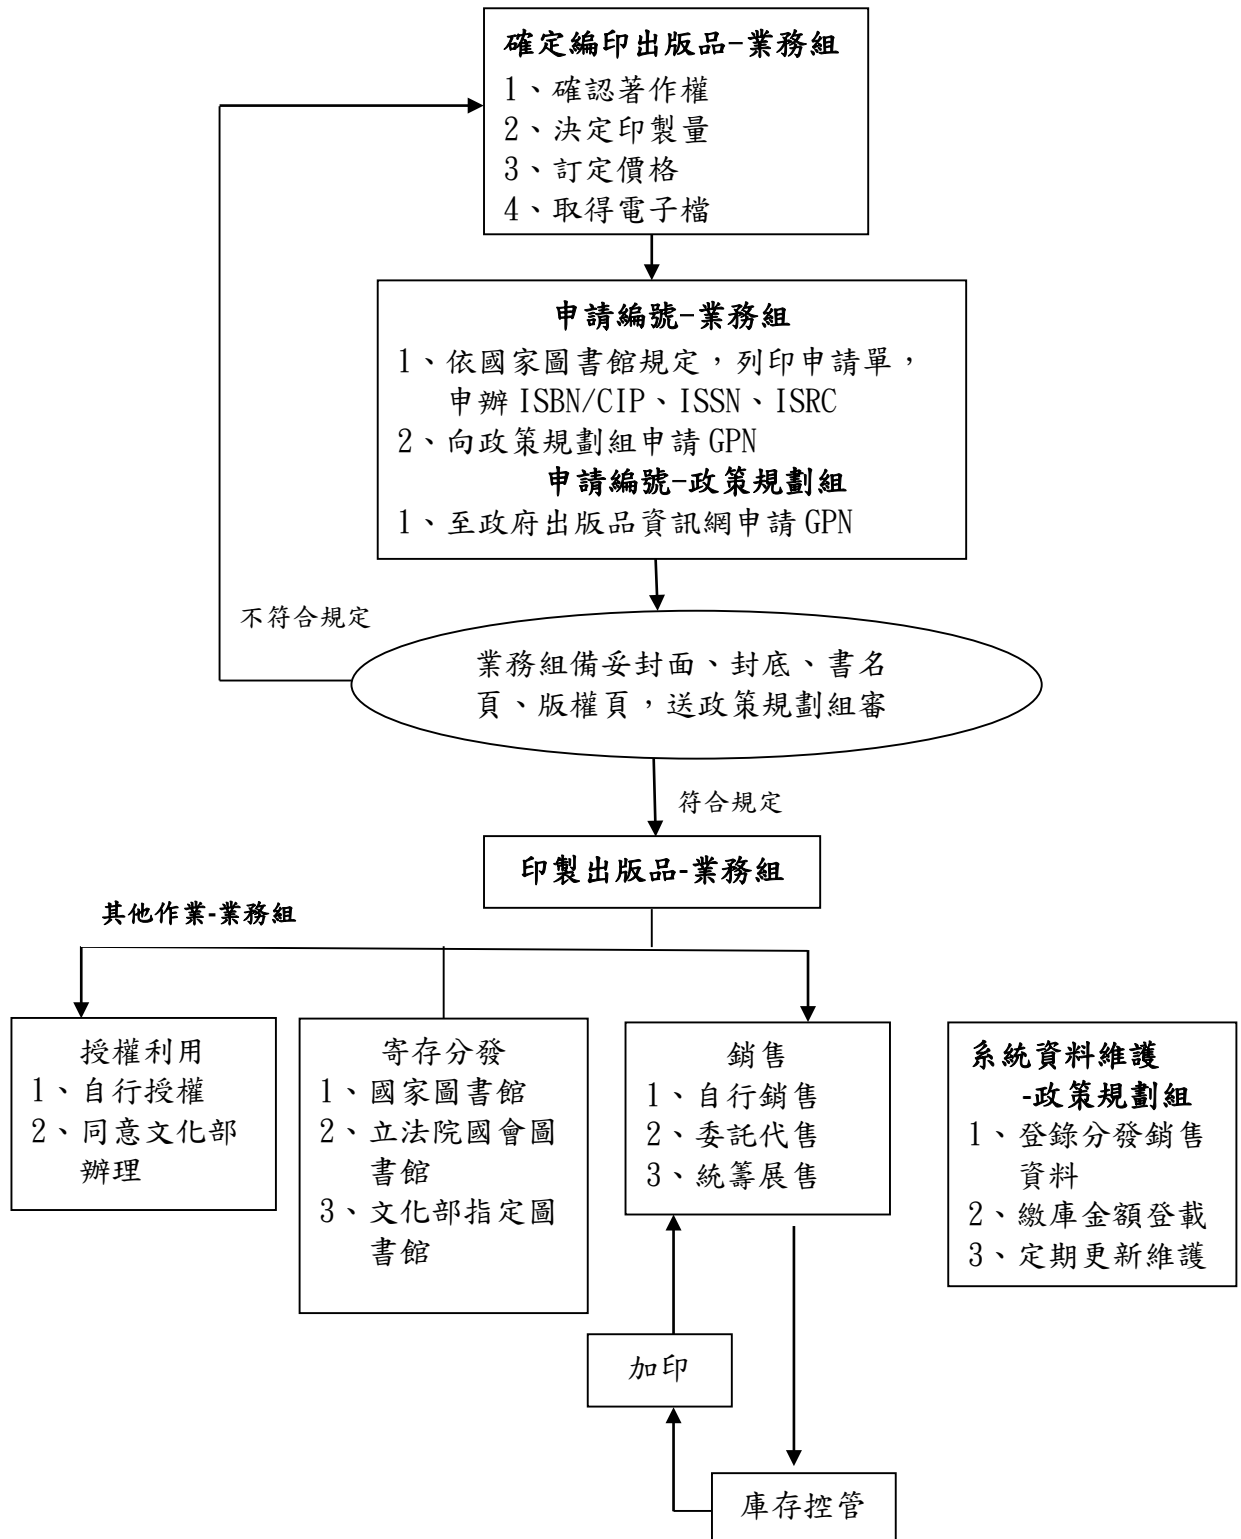 確定編印出版品-業務組
1、確認著作權
2、決定印製量
3、訂定價格
4、取得電子檔
申請編號-業務組
1、依國家圖書館規定，列印申請單，
申辦 ISBN/CIP、ISSN、ISRC
2、向政策規劃組申請 GPN
申請編號-政策規劃組
1、至政府出版品資訊網申請 GPN
不符合規定
業務組備妥封面、封底、書名
頁、版權頁，送政策規劃組審
符合規定
印製出版品-業務組
其他作業-業務組
授權利用
1、自行授權
2、同意文化部
辦理
寄存分發
1、國家圖書館
2、立法院國會圖
書館
3、文化部指定圖
書館
銷售
1、自行銷售
2、委託代售
3、統籌展售
系統資料維護
-政策規劃組
1、登錄分發銷售
資料
2、繳庫金額登載
3、定期更新維護
加印
庫存控管